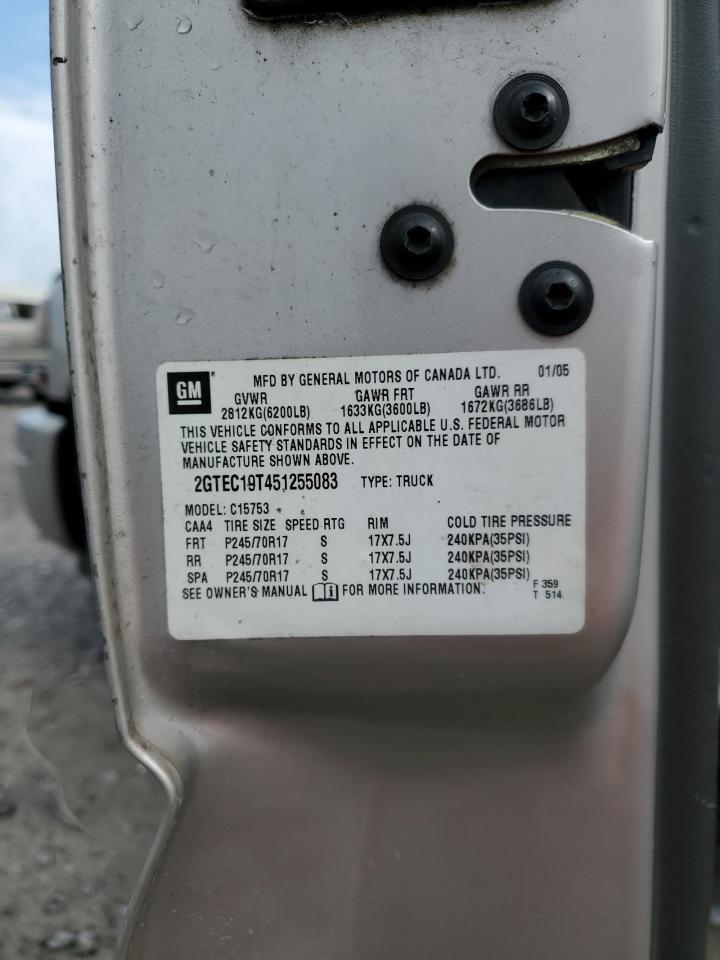 GM MFD BY GENERAL MOTORS OF CANADA LTD. 01/05
GVWR GAWR FRT GAWR RR
2812KG(6200LB) 1633KG(3600LB) 1672KG(3686LB)
THIS VEHICLE CONFORMS TO ALL APPLICABLE U.S. FEDERAL MOTOR
VEHICLE SAFETY STANDARDS IN EFFECT ON THE DATE OF
MANUFACTURE SHOWN ABOVE.
2GTEC19T451255083 TYPE: TRUCK
MODEL: C15753
CAA4 TIRE SIZE SPEED RTG RIM COLD TIRE PRESSURE
FRT P245/70R17 S 17X7.5J 240KPA(35PSI)
RR P245/70R17 S 17X7.5J 240KPA(35PSI)
SPA P245/70R17 S 17X7.5J 240KPA(35PSI)
SEE OWNER'S MANUAL FOR MORE INFORMATION. F 359
T 514